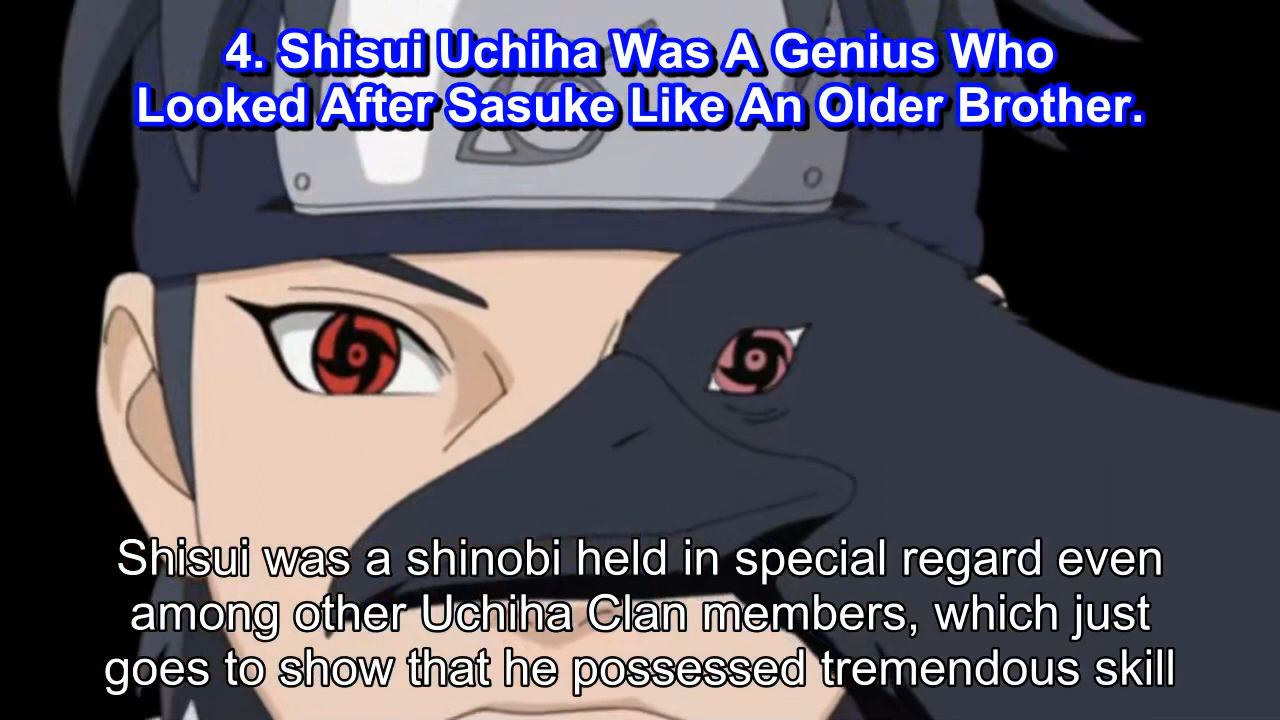 4. Shisui Uchiha Was A Genius Who
Looked After Sasuke Like An Older Brother.
Shisui was a shinobi held in special regard even
among other Uchiha Clan members, which just
goes to show that he possessed tremendous skill